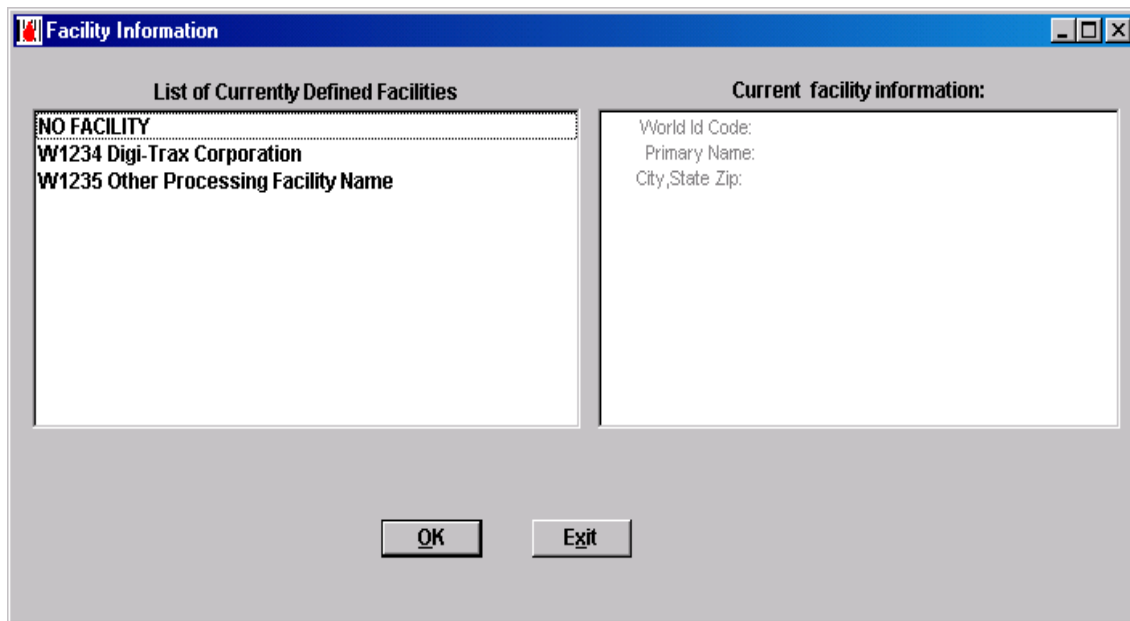 Facility Information
List of Currently Defined Facilities
NO FACILITY
W1234 Digi-Trax Corporation
W1235 Other Processing Facility Name
Current facility information:
World Id Code:
Primary Name:
City,State Zip:
OK
Exit